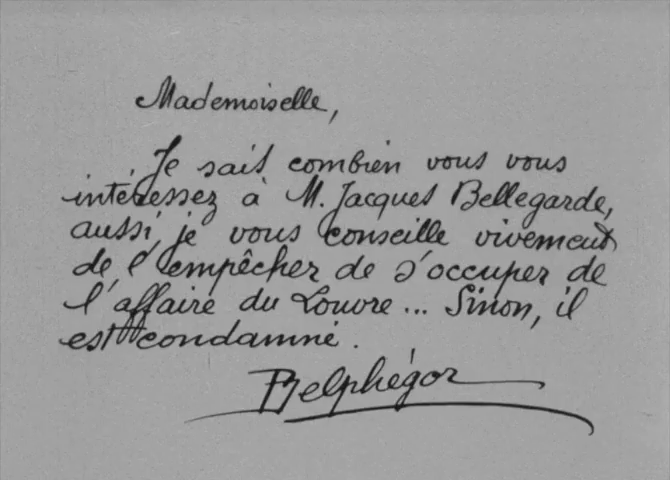 Mademoiselle,
Je sais combien vous vous
intéressez à M. Jacques Bellegarde,
aussi, je vous conseille vivement
de l'empêcher de s'occuper de
l'affaire du Louvre... Sinon, il
est condamné.
Belphégor